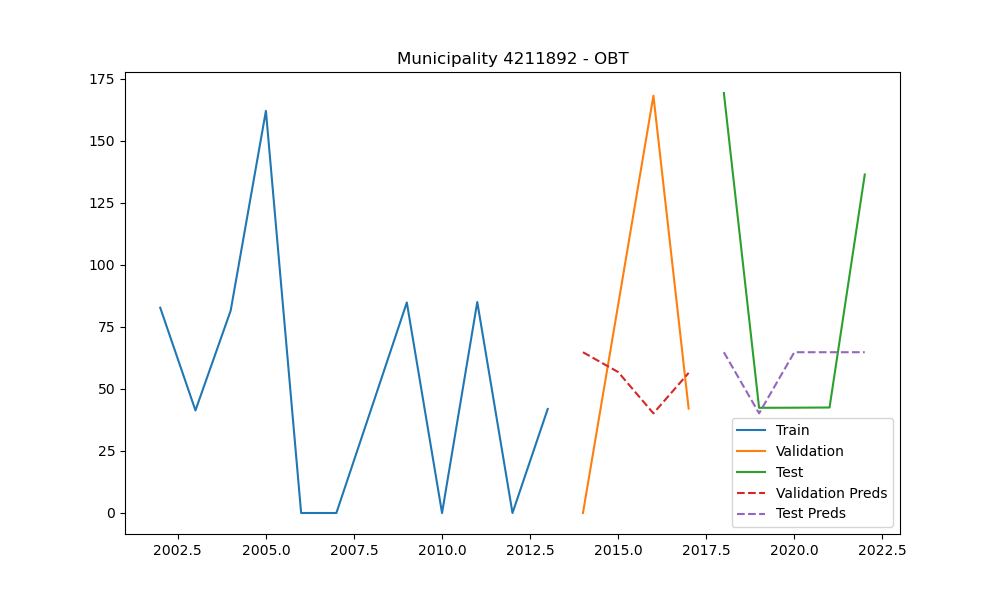 Municipality 4211892 - OBT
175
150
125
100
75
50
25
0
2002.5 2005.0 2007.5 2010.0 2012.5 2015.0 2017.5 2020.0 2022.5
Train
Validation
Test
Validation Preds
Test Preds